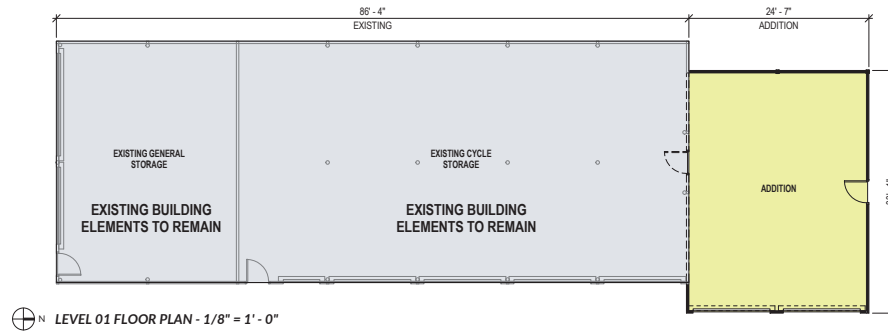 86' - 4"
24' - 7"
EXISTING
ADDITION
EXISTING GENERAL
STORAGE
EXISTING CYCLE
STORAGE
ADDITION
EXISTING BUILDING
ELEMENTS TO REMAIN
EXISTING BUILDING
ELEMENTS TO REMAIN
N
LEVEL 01 FLOOR PLAN - 1/8" = 1' - 0"